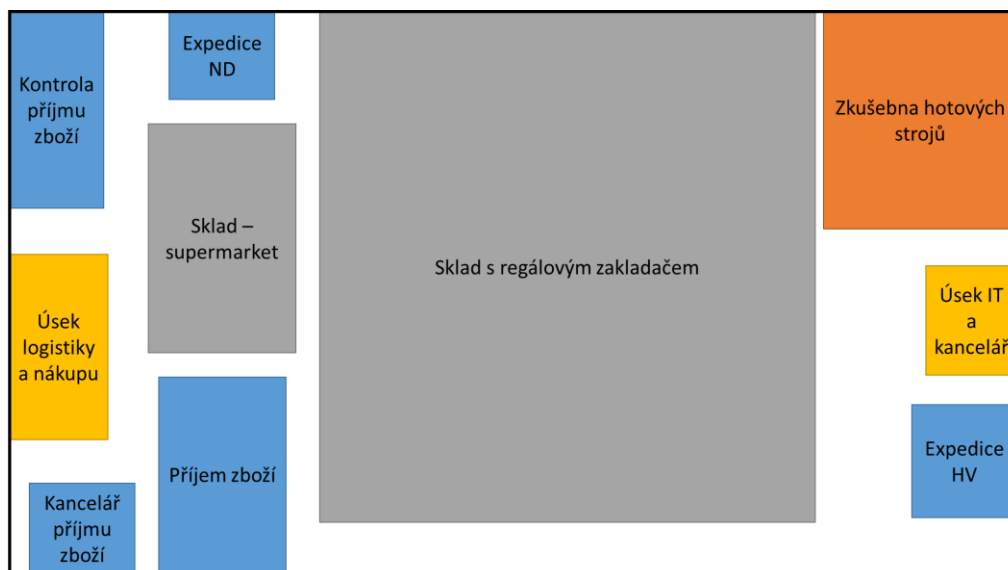 Kontrola
příjmu
zboží
Expedice
ND
Zkušebna hotových
strojů
Sklad –
supermarket
Sklad s regálovým zakladačem
Úsek
logistiky
a nákupu
Úsek IT
a
kancelář
Příjem zboží
Expedice
HV
Kancelář
příjmu
zboží